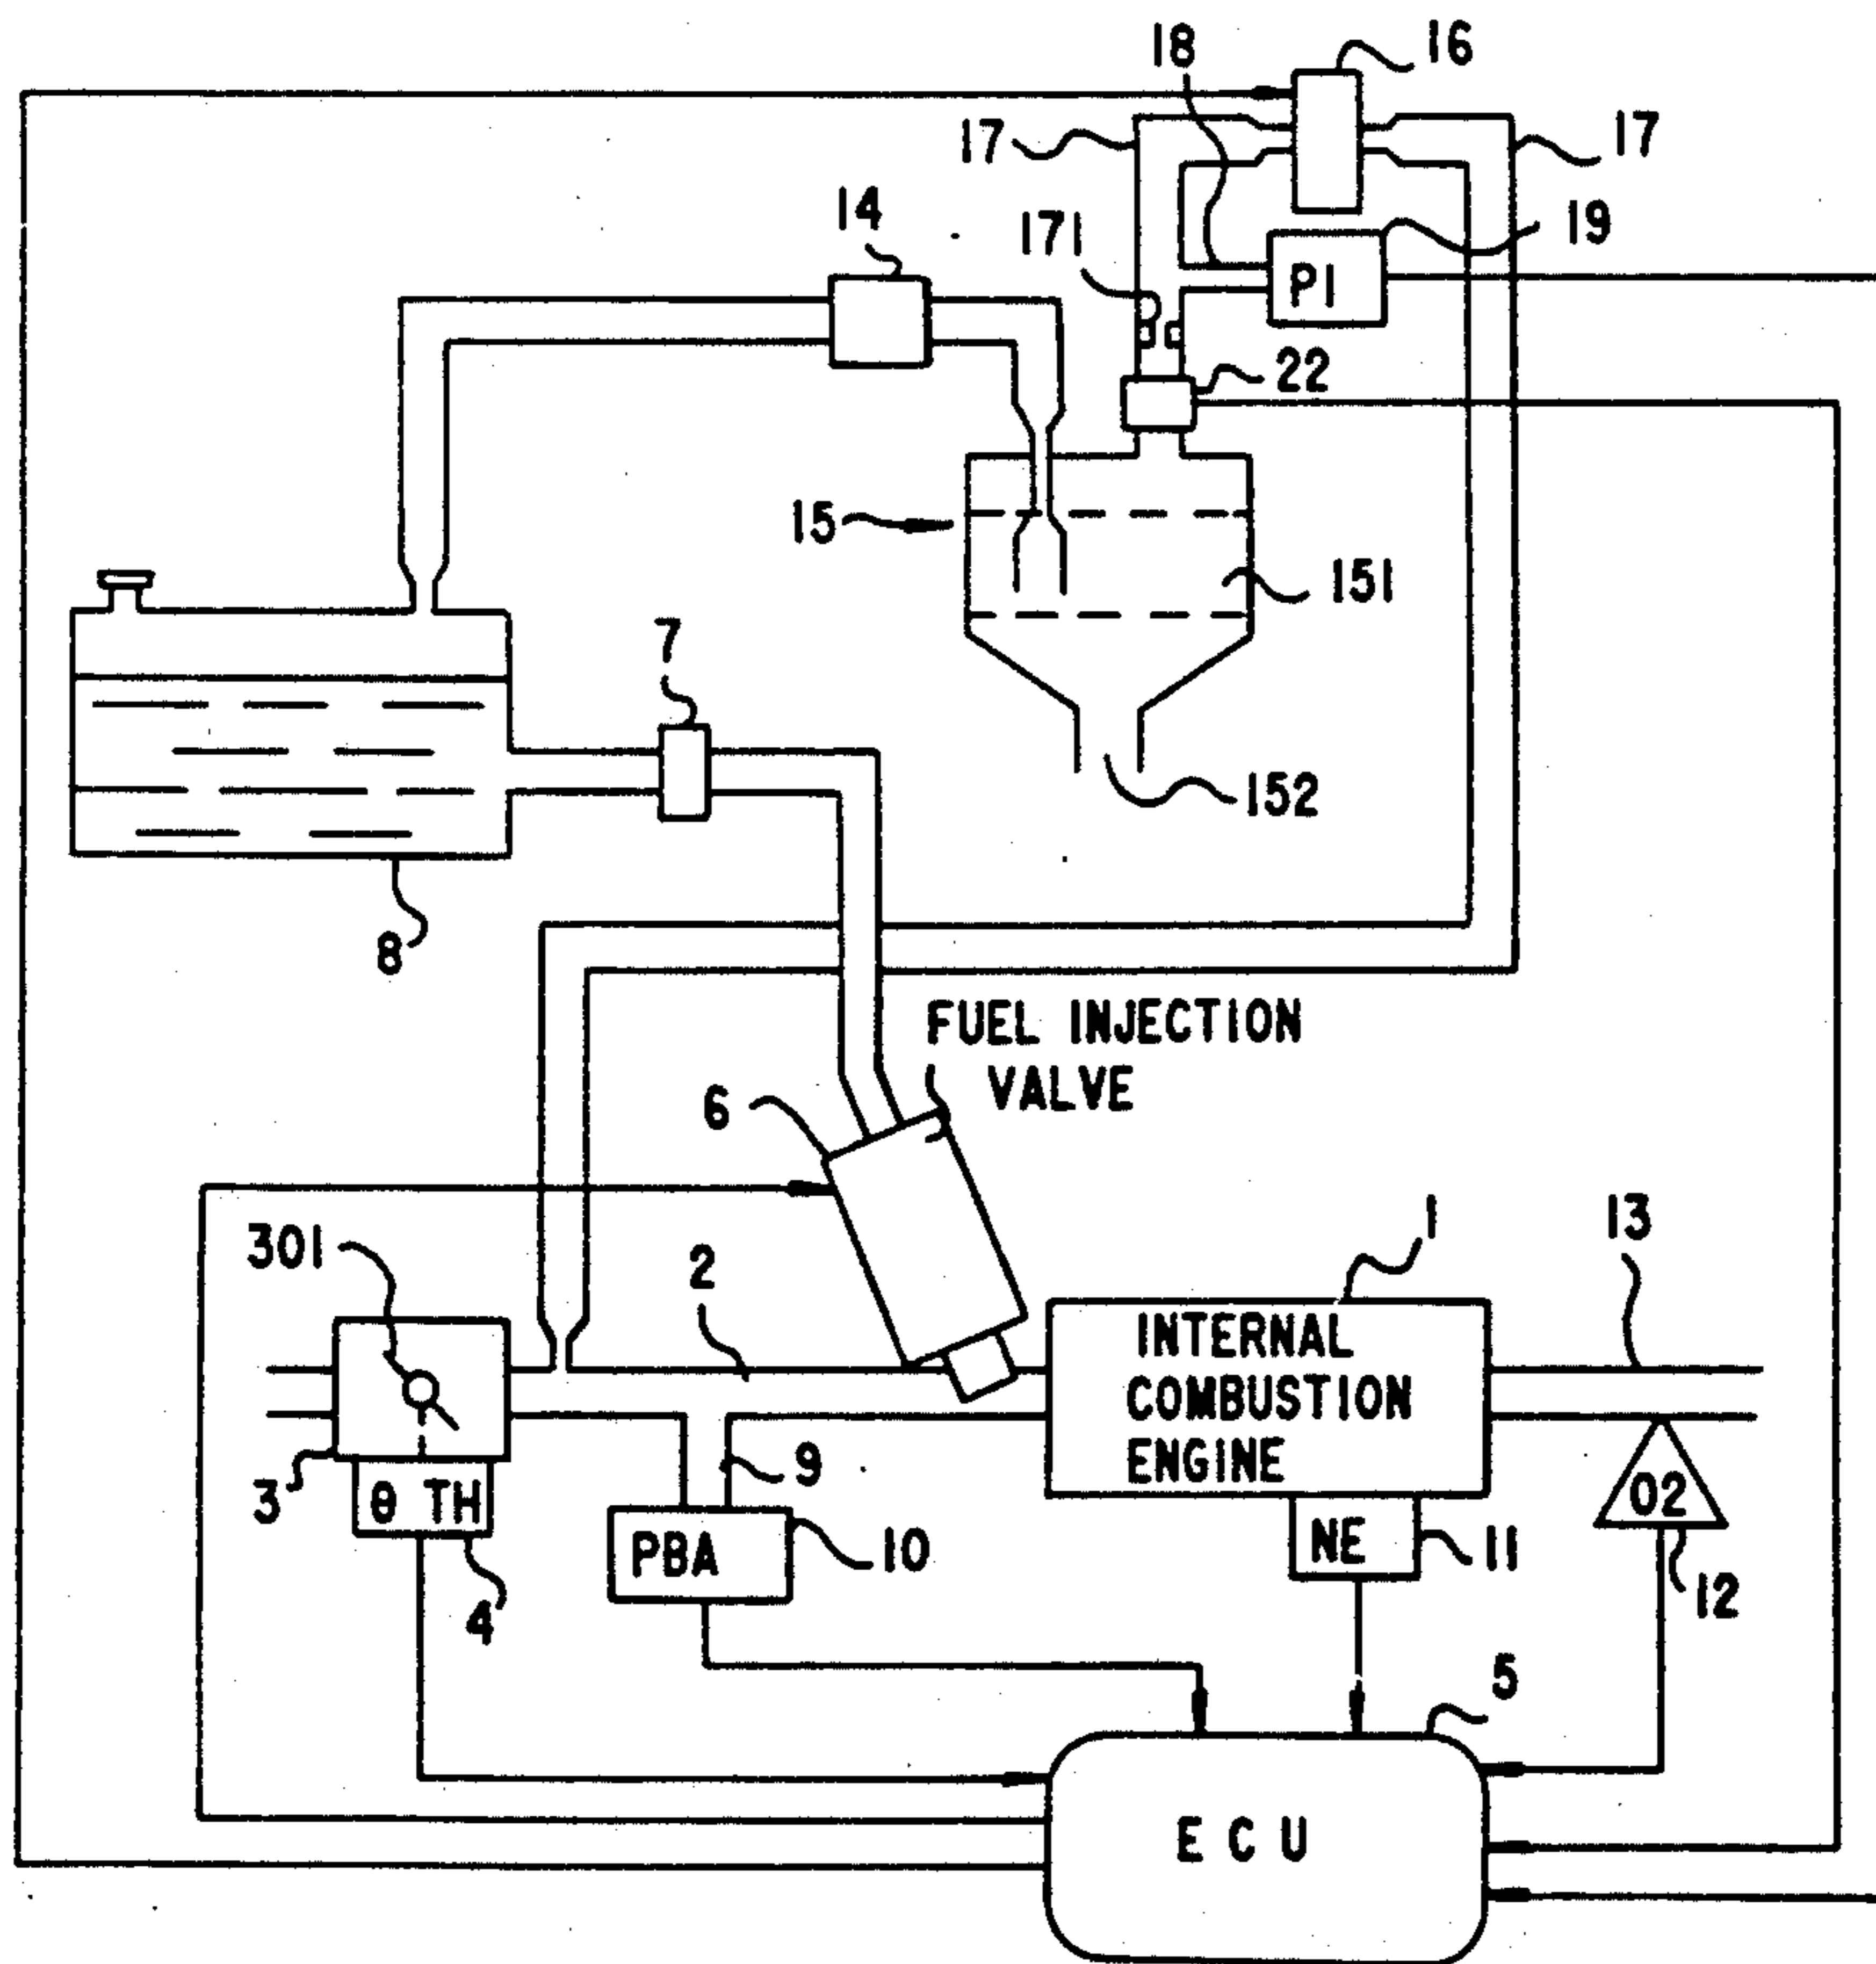 18
16
17
17
14
171
19
P1
22
15
151
7
152
8
FUEL INJECTION
VALVE
6
301
2
1
13
INTERNAL
COMBUSTION
ENGINE
3
θ TH
9
O2
PBA
10
NE
11
4
12
5
ECU